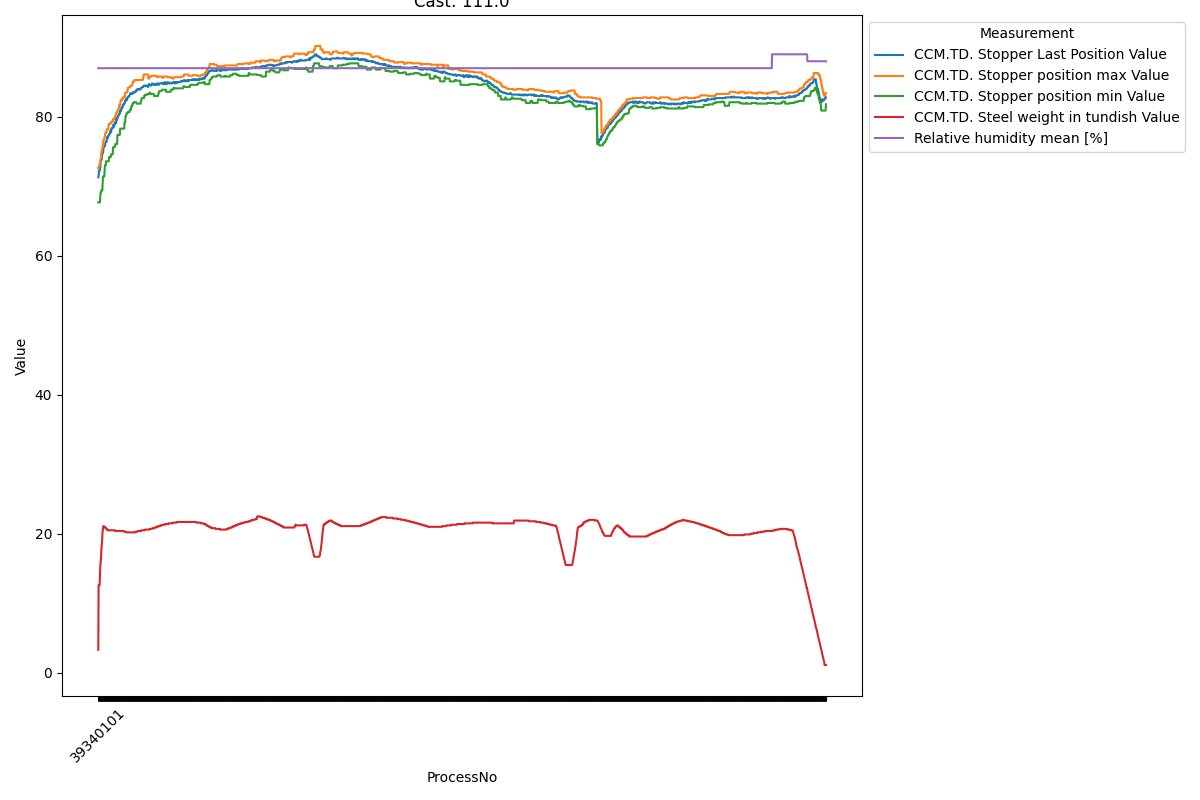 Cast: 111.0
Measurement
CCM.TD. Stopper Last Position Value
CCM.TD. Stopper position max Value
CCM.TD. Stopper position min Value
CCM.TD. Steel weight in tundish Value
Relative humidity mean [%]
80
60
40
20
0
Value
39340101
ProcessNo